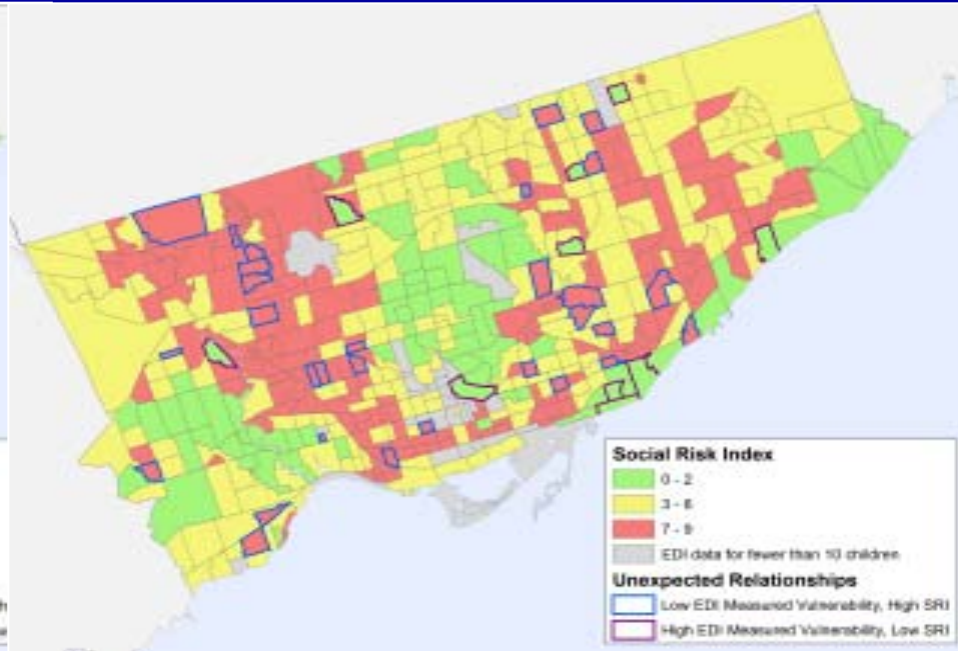 Social Risk Index
0 - 2
3 - 6
7 - 9
EDI data for fewer than 10 children
Unexpected Relationships
Low EDI Measured Vulnerability, High SRI
High EDI Measured Vulnerability, Low SRI